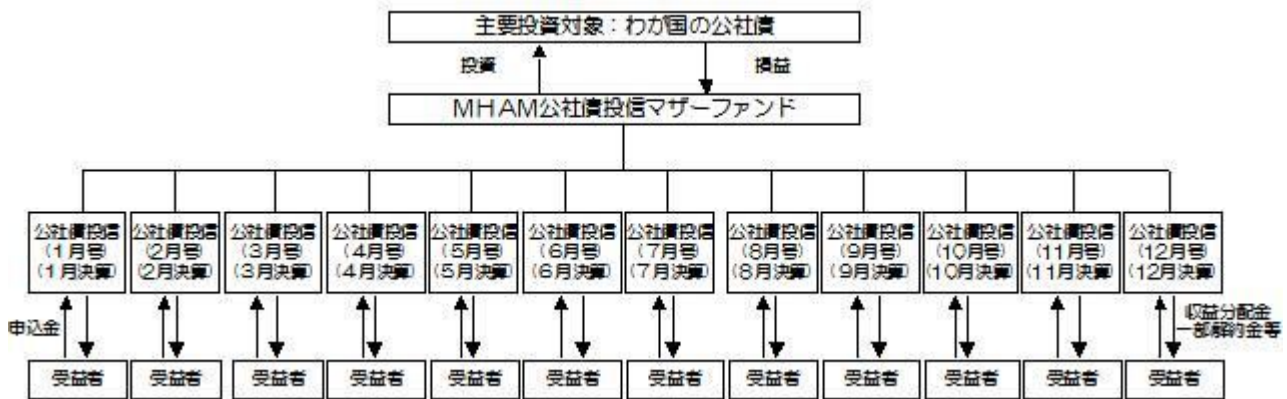 主要投資対象：わが国の公社債
投資
損益
MHAM公社債投信マザーファンド
公社債投信
(1月号)
(1月決算)
公社債投信
(2月号)
(2月決算)
公社債投信
(3月号)
(3月決算)
公社債投信
(4月号)
(4月決算)
公社債投信
(5月号)
(5月決算)
公社債投信
(6月号)
(6月決算)
公社債投信
(7月号)
(7月決算)
公社債投信
(8月号)
(8月決算)
公社債投信
(9月号)
(9月決算)
公社債投信
(10月号)
(10月決算)
公社債投信
(11月号)
(11月決算)
公社債投信
(12月号)
(12月決算)
申込金
収益分配金
一部解約金等
受益者
受益者
受益者
受益者
受益者
受益者
受益者
受益者
受益者
受益者
受益者
受益者